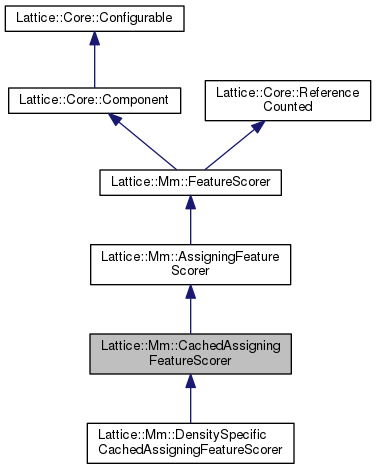 Lattice::Core::Configurable
Lattice::Core::Component
Lattice::Core::Reference
Counted
Lattice::Mm::FeatureScorer
Lattice::Mm::AssigningFeature
Scorer
Lattice::Mm::CachedAssigning
FeatureScorer
Lattice::Mm::DensitySpecific
CachedAssigningFeatureScorer